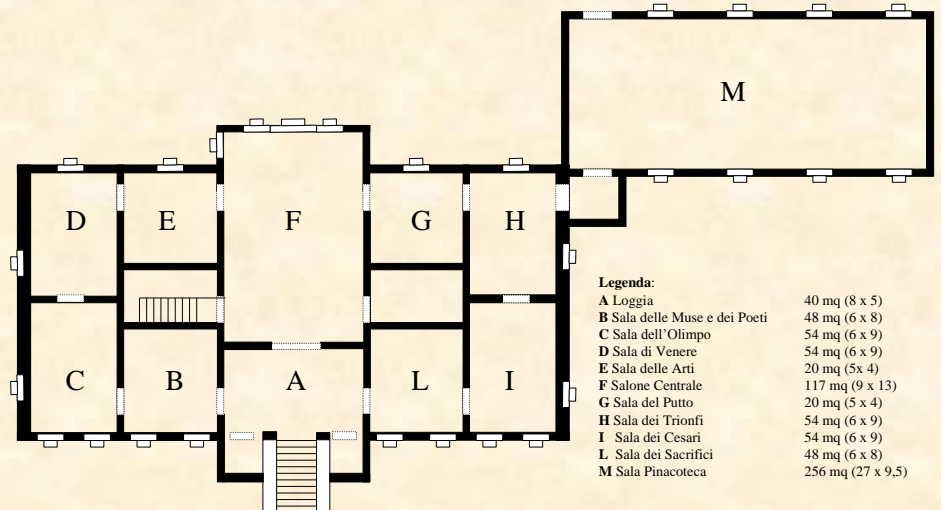 M
D
E
F
G
H
C
B
A
L
I
Legenda:
A Loggia 40 mq (8 x 5)
B Sala delle Muse e dei Poeti 48 mq (6 x 8)
C Sala dell'Olimpo 54 mq (6 x 9)
D Sala di Venere 54 mq (6 x 9)
E Sala delle Arti 20 mq (5x 4)
F Salone Centrale 117 mq (9 x 13)
G Sala del Putto 20 mq (5 x 4)
H Sala dei Trionfi 54 mq (6 x 9)
I Sala dei Cesari 54 mq (6 x 9)
L Sala dei Sacrifici 48 mq (6 x 8)
M Sala Pinacoteca 256 mq (27 x 9,5)